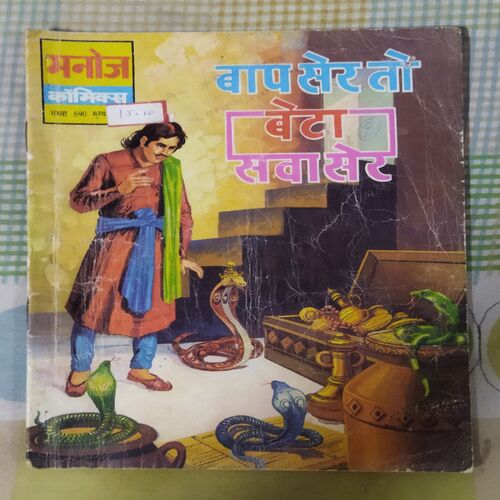 मनोज
कॉमिक्स
संख्या 690 मूल्य
15.00
बाप सेर तो
बेटा
सवा सेर